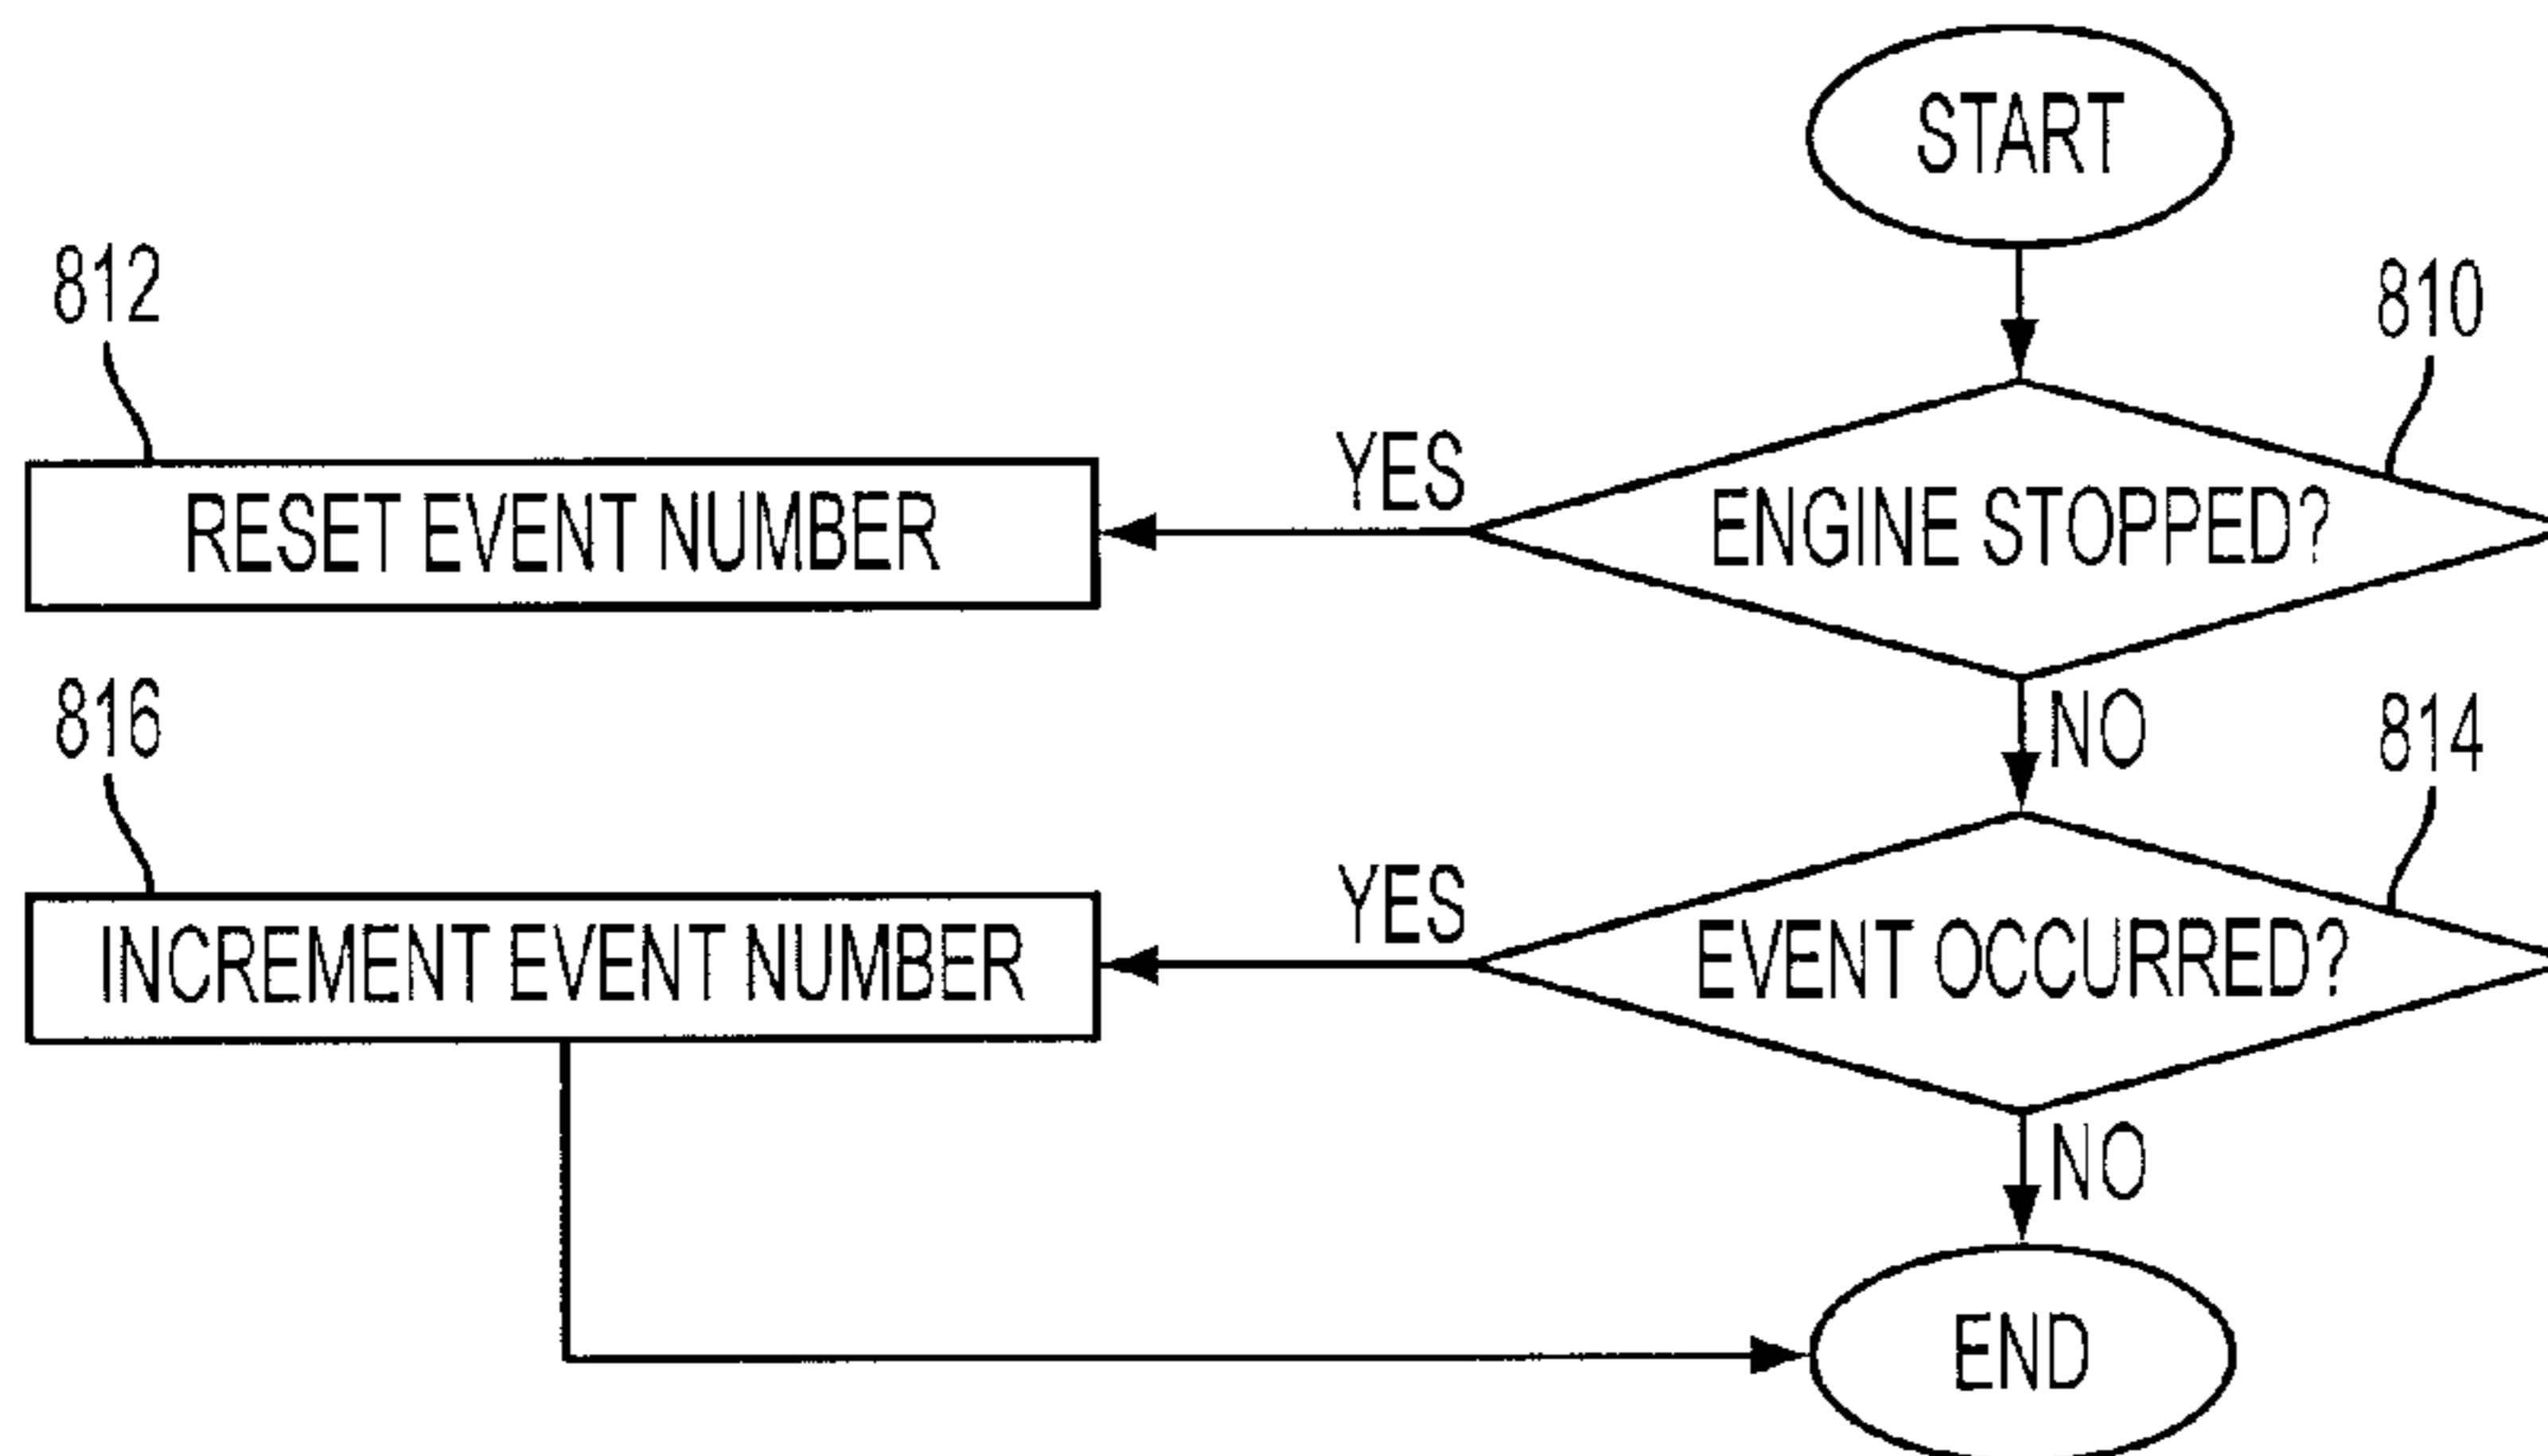 START
812
810
YES
RESET EVENT NUMBER
ENGINE STOPPED?
NO
816
814
YES
INCREMENT EVENT NUMBER
EVENT OCCURRED?
NO
END